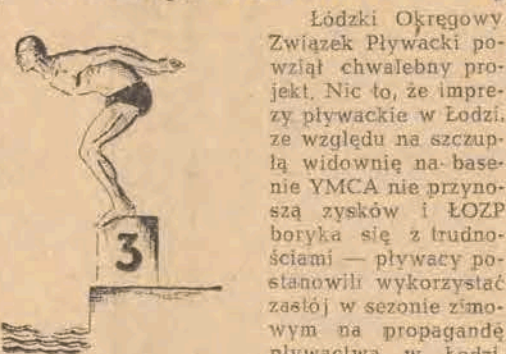 Łódzki Okręgowy
Związek Pływacki po-
wziął chwalebny pro-
jekt. Nic to, że impre-
zy pływackie w Łodzi,
ze względu na szczup-
łą widownię na base-
nie YMCA nie przyno-
szą zysków i ŁOZP
boryka się z trudno-
ściami — pływacy po-
stanowili wykorzystać
zastój w sezonie zimo-
wym na propagandę
pływactwa w Łodzi.
3